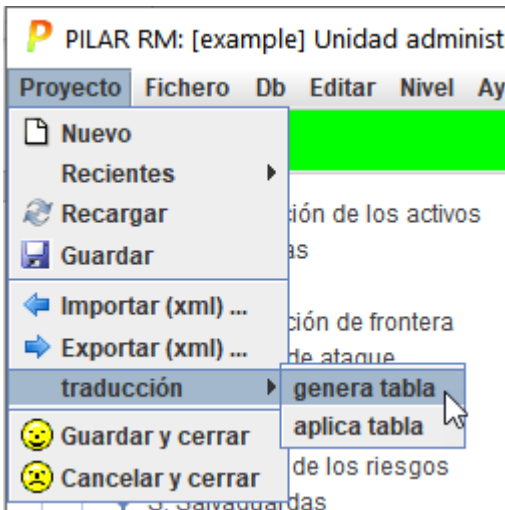 PILAR RM: [example] Unidad administ
Proyecto Fichero Db Editar Nivel Ay
Nuevo
Recientes
Recargar
ión de los activos
Guardar
as
Importar (xml) ...
ción de frontera
Exportar (xml) ...
de ataque
traducción
genera tabla
aplica tabla
Guardar y cerrar
Cancelar y cerrar
de los riesgos
S. Salvaguardas